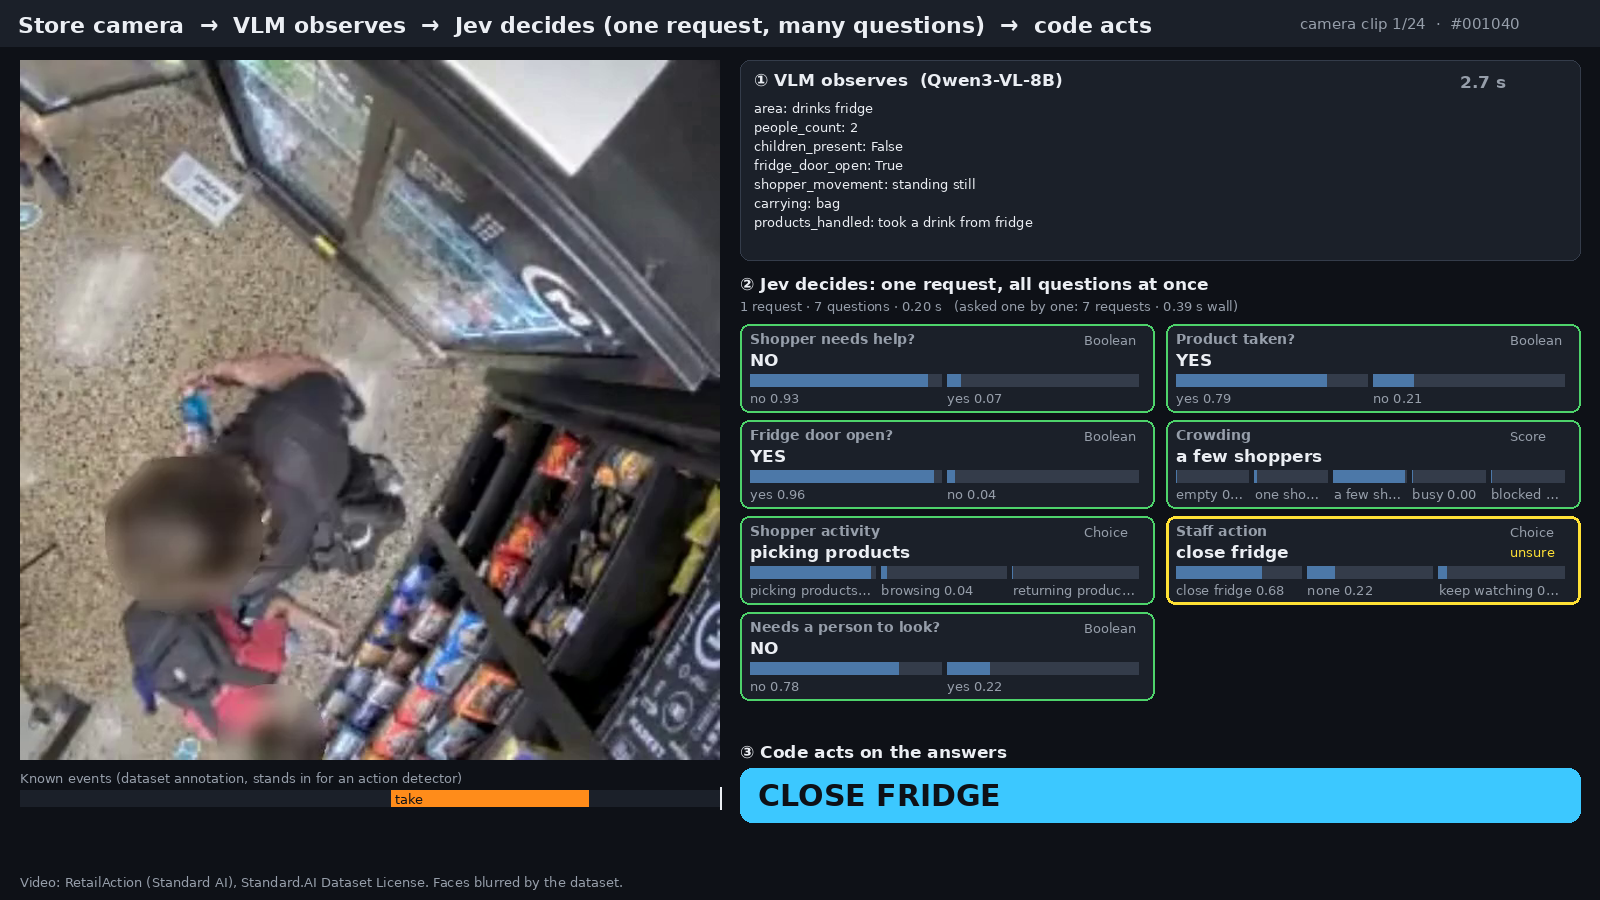 Store camera → VLM observes → Jev decides (one request, many questions) → code acts
camera clip 1/24 · #001040
① VLM observes (Qwen3-VL-8B)
2.7 s
area: drinks fridge
people_count: 2
children_present: False
fridge_door_open: True
shopper_movement: standing still
carrying: bag
products_handled: took a drink from fridge
② Jev decides: one request, all questions at once
1 request · 7 questions · 0.20 s (asked one by one: 7 requests · 0.39 s wall)
Shopper needs help?
Boolean
NO
no 0.93
yes 0.07
Product taken?
Boolean
YES
yes 0.79
no 0.21
Fridge door open?
Boolean
YES
yes 0.96
no 0.04
Crowding
Score
a few shoppers
empty 0...
one sho...
a few sh...
busy 0.00
blocked ...
Shopper activity
Choice
picking products
picking products...
browsing 0.04
returning produc...
Staff action
Choice
close fridge
unsure
close fridge 0.68
none 0.22
keep watching 0...
Needs a person to look?
Boolean
NO
no 0.78
yes 0.22
③ Code acts on the answers
CLOSE FRIDGE
Known events (dataset annotation, stands in for an action detector)
take
Video: RetailAction (Standard AI), Standard.AI Dataset License. Faces blurred by the dataset.